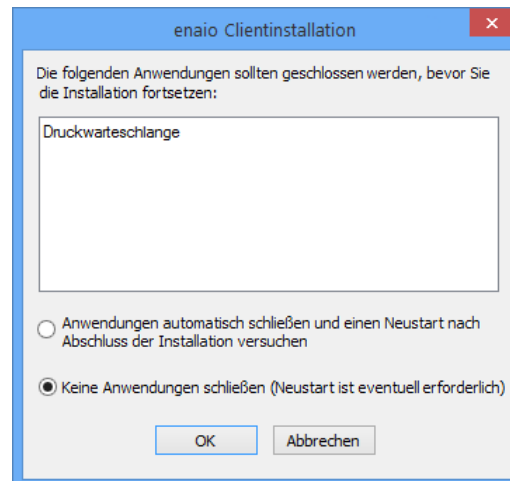 enaio Clientinstallation
Die folgenden Anwendungen sollten geschlossen werden, bevor Sie
die Installation fortsetzen:
Druckwarteschlange
Anwendungen automatisch schließen und einen Neustart nach
Abschluss der Installation versuchen
Keine Anwendungen schließen (Neustart ist eventuell erforderlich)
OK
Abbrechen